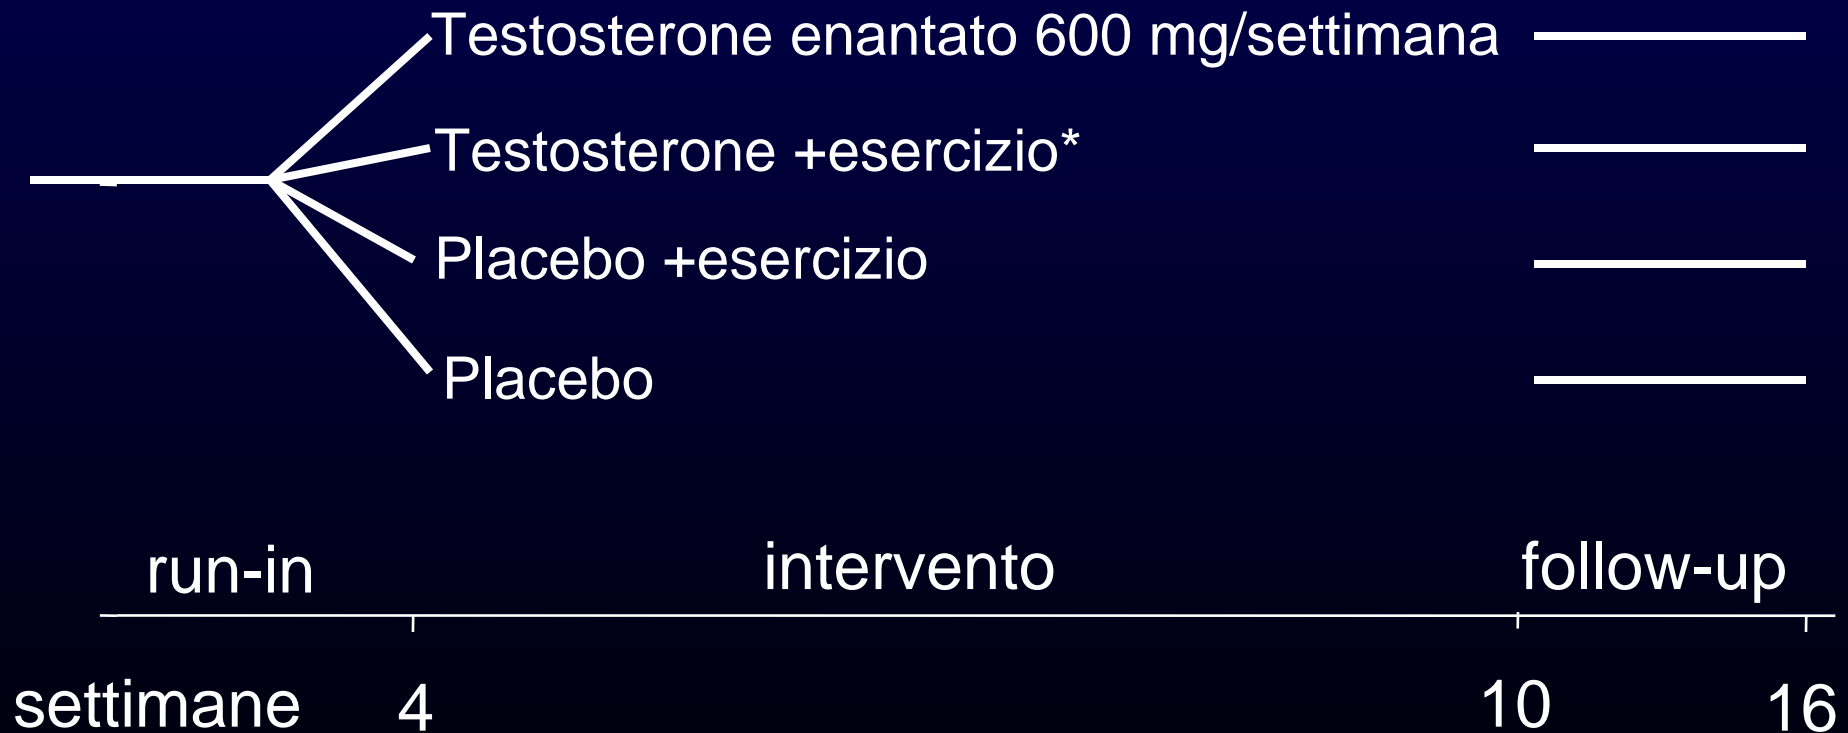 Testosterone enantato 600 mg/settimana
Testosterone +esercizio*
Placebo +esercizio
Placebo
run-in intervento follow-up
settimane 4 10 16